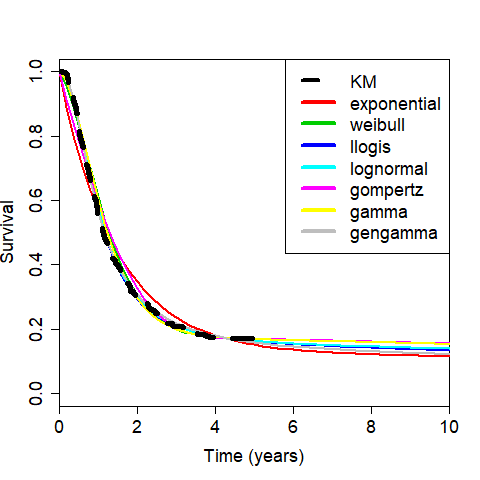 KM
exponential
weibull
llogis
lognormal
gompertz
gamma
gengamma
Survival
0.0 0.2 0.4 0.6 0.8 1.0
0 2 4 6 8 10
Time (years)